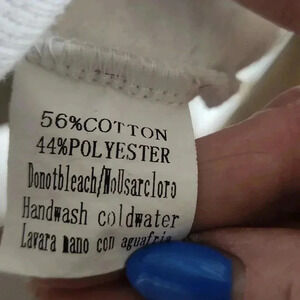 56%COTTON
44%POLYESTER
Donotbleach/NoUsarcloro
Handwash coldwater
Lavara mano con aguafria